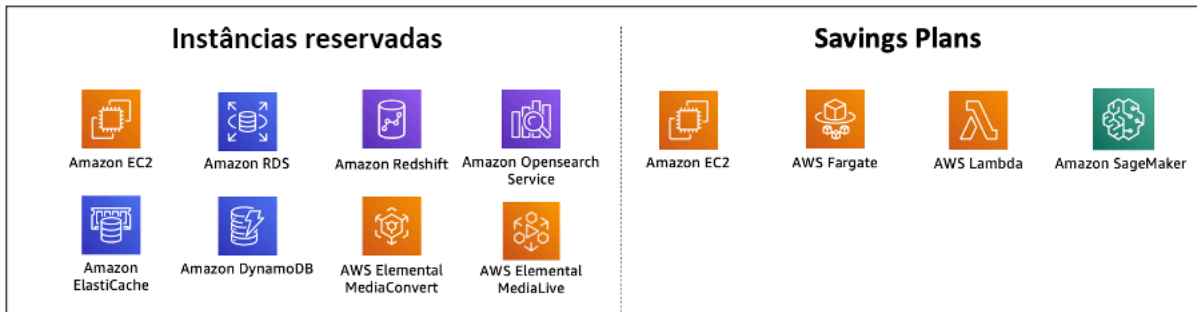 Instâncias reservadas
Savings Plans
Amazon EC2
Amazon RDS
Amazon Redshift
Amazon Opensearch
Service
Amazon EC2
AWS Fargate
AWS Lambda
Amazon SageMaker
Amazon
ElastiCache
Amazon DynamoDB
AWS Elemental
MediaConvert
AWS Elemental
MediaLive